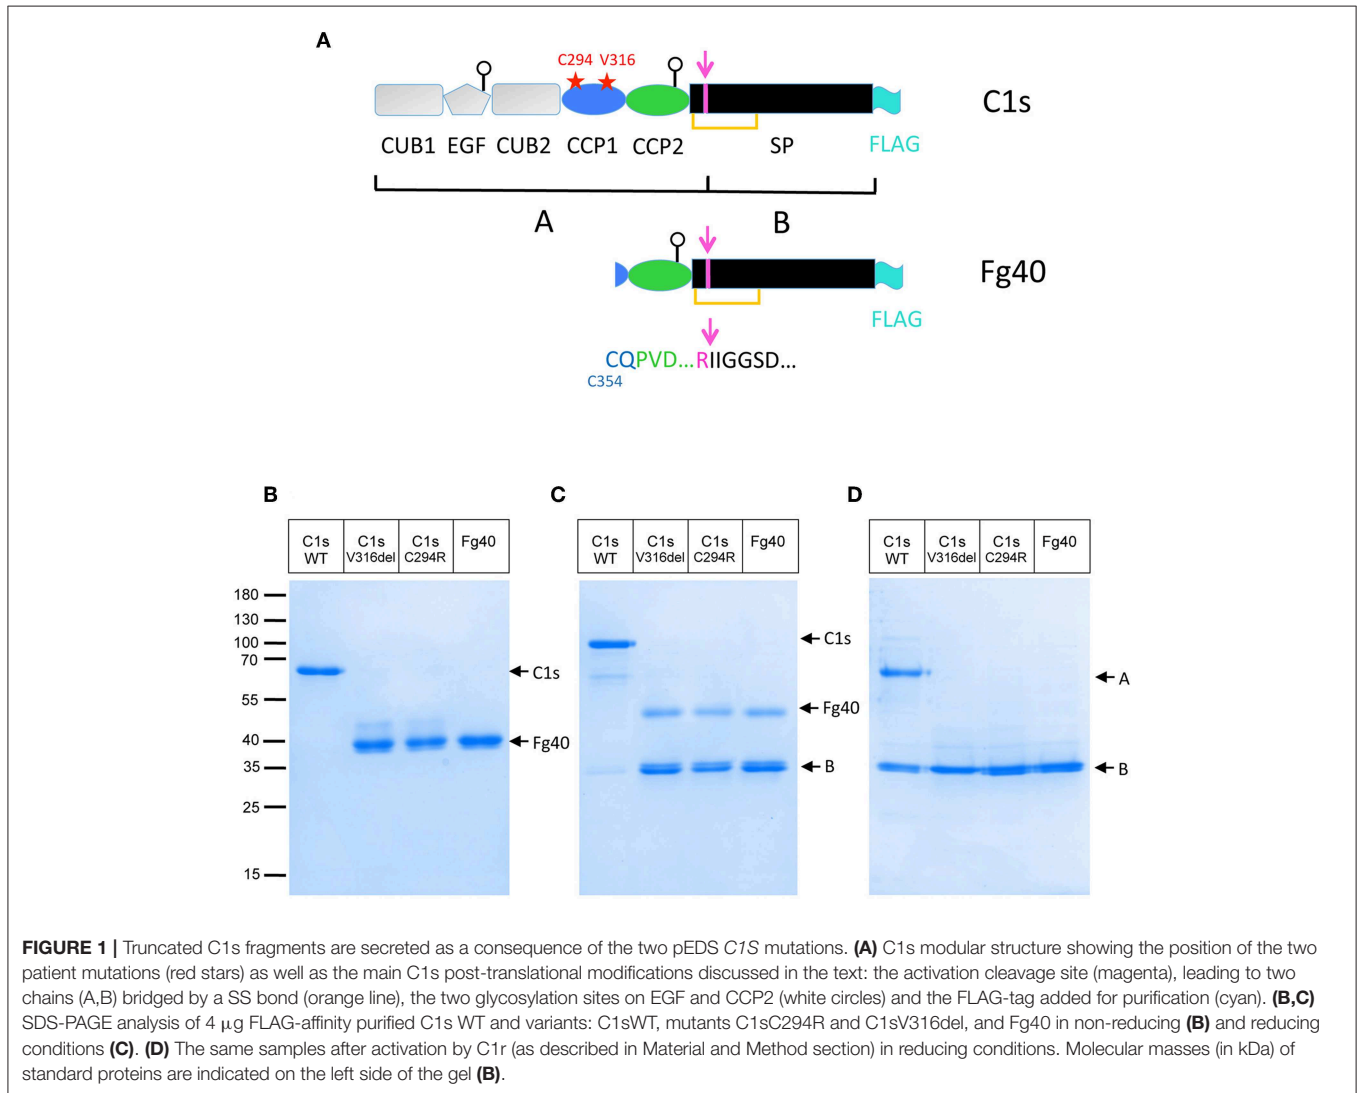 A
C294 V316
C1s
CUB1 EGF CUB2 CCP1 CCP2 SP FLAG
A B
Fg40
FLAG
CQPVD...RIIGGSD...
C354
B
C1s WT
C1s V316del
C1s C294R
Fg40
180
130
100
70
55
40
35
25
15
C1s
Fg40
C
C1s WT
C1s V316del
C1s C294R
Fg40
C1s
Fg40
B
D
C1s WT
C1s V316del
C1s C294R
Fg40
A
B
FIGURE 1 | Truncated C1s fragments are secreted as a consequence of the two pEDS C1S mutations. (A) C1s modular structure showing the position of the two
patient mutations (red stars) as well as the main C1s post-translational modifications discussed in the text: the activation cleavage site (magenta), leading to two
chains (A,B) bridged by a SS bond (orange line), the two glycosylation sites on EGF and CCP2 (white circles) and the FLAG-tag added for purification (cyan). (B,C)
SDS-PAGE analysis of 4 μg FLAG-affinity purified C1s WT and variants: C1sWT, mutants C1sC294R and C1sV316del, and Fg40 in non-reducing (B) and reducing
conditions (C). (D) The same samples after activation by C1r (as described in Material and Method section) in reducing conditions. Molecular masses (in kDa) of
standard proteins are indicated on the left side of the gel (B).